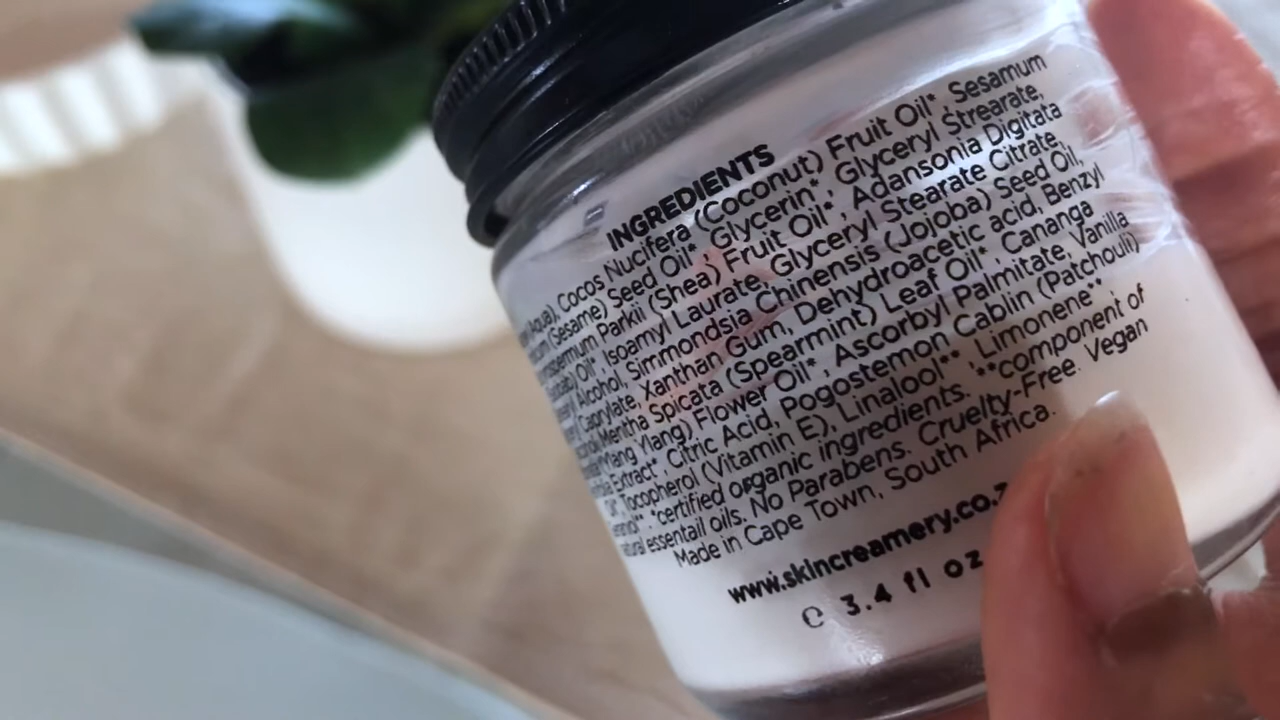 INGREDIENTS
Aqua), Cocos Nucifera (Coconut) Fruit Oil*, Sesamum
(Sesame) Seed Oil*, Glycerin*, Glyceryl Strearate,
Parkii (Shea) Fruit Oil*, Adansonia Digitata
Oil*, Isoamyl Laurate, Glyceryl Stearate Citrate,
Alcohol, Simmondsia Chinensis (Jojoba) Seed Oil,
Caprylate, Xanthan Gum, Dehydroacetic acid, Benzyl
Mentha Spicata (Spearmint) Leaf Oil*, Cananga
(Ylang Ylang) Flower Oil*, Ascorbyl Palmitate, Vanilla
Extract*, Citric Acid, Pogostemon Cablin (Patchouli)
Oil*, Tocopherol (Vitamin E), Linalool**, Limonene**,
*certified organic ingredients. **component of
natural essentail oils. No Parabens. Cruelty-Free. Vegan
Made in Cape Town, South Africa.
www.skincreamery.co.z
℮ 3.4 fl oz